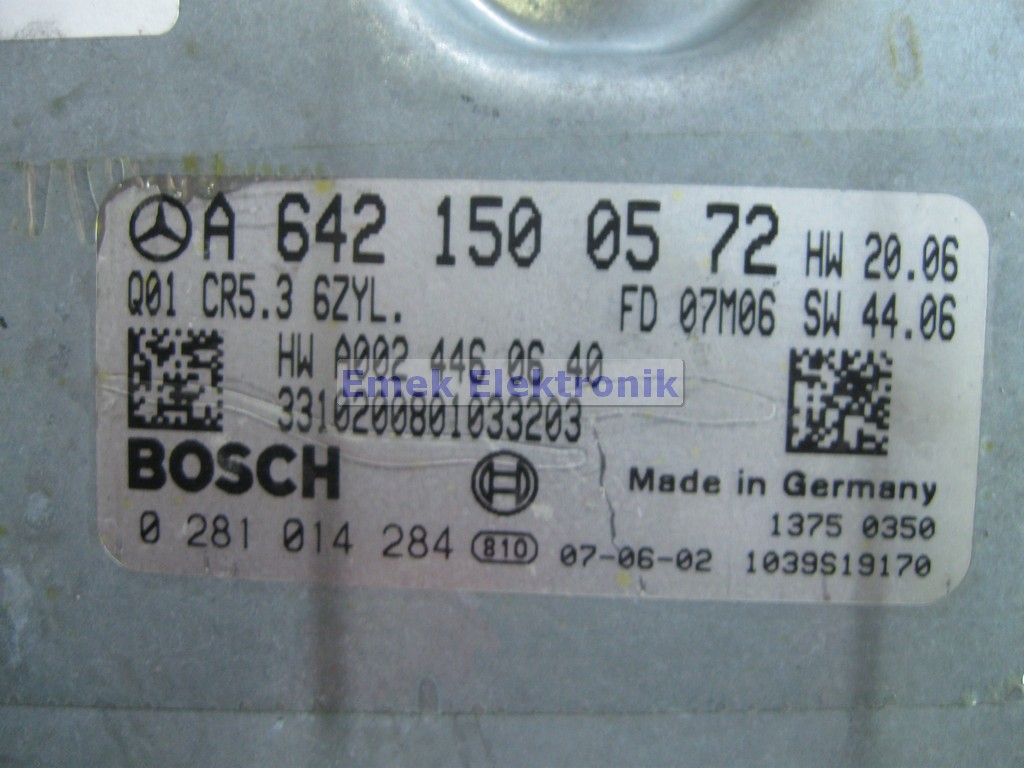 A 642 150 05 72 HW 20.06
Q01 CR5.3 6ZYL. FD 07M06 SW 44.06
HW A002 446 06 40
Emek Elektronik
3310200801033203
BOSCH
Made in Germany
1375 0350
0 281 014 284 810 07-06-02 1039S19170